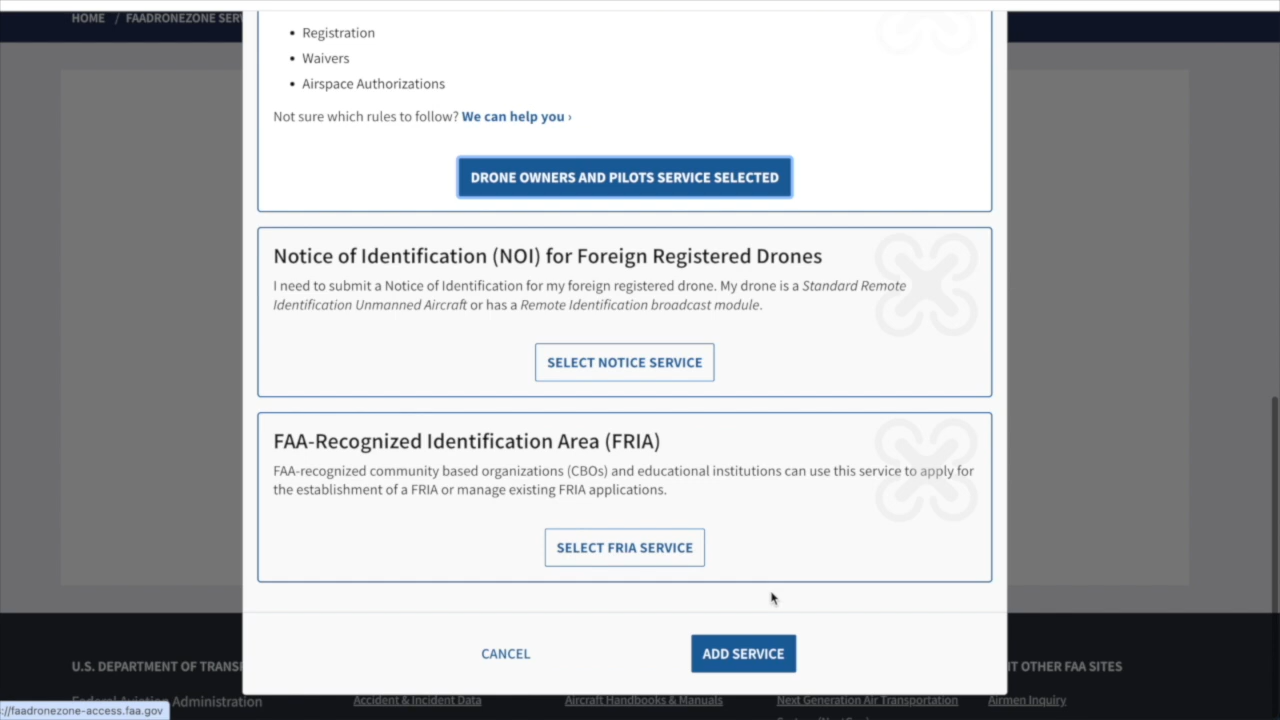 HOME / FAADRONEZONE SERV
• Registration
• Waivers
• Airspace Authorizations
Not sure which rules to follow? We can help you ›
DRONE OWNERS AND PILOTS SERVICE SELECTED
Notice of Identification (NOI) for Foreign Registered Drones
I need to submit a Notice of Identification for my foreign registered drone. My drone is a Standard Remote
Identification Unmanned Aircraft or has a Remote Identification broadcast module.
SELECT NOTICE SERVICE
FAA-Recognized Identification Area (FRIA)
FAA-recognized community based organizations (CBOs) and educational institutions can use this service to apply for
the establishment of a FRIA or manage existing FRIA applications.
SELECT FRIA SERVICE
CANCEL
ADD SERVICE
U.S. DEPARTMENT OF TRANSP
IT OTHER FAA SITES
Federal Aviation Administration
Accident & Incident Data
Aircraft Handbooks & Manuals
Next Generation Air Transportation
Airmen Inquiry
System (NextGen)
://faadronezone-access.faa.gov